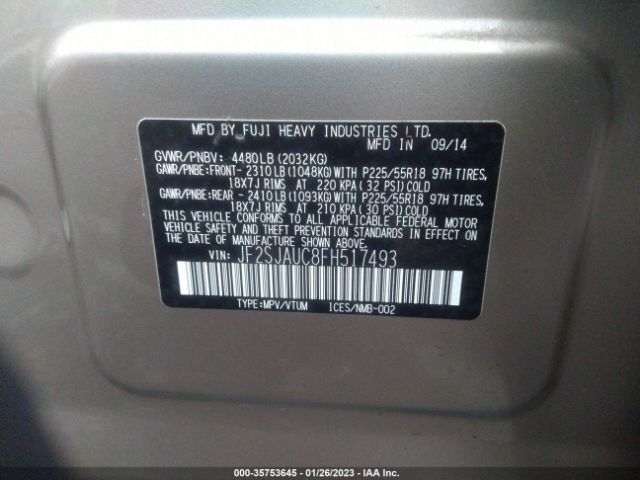 MFD BY FUJI HEAVY INDUSTRIES LTD.
MFD IN 09/14
GVWR/PNBV: 4480LB (2032KG)
GAWR/PNBE:FRONT- 2310LB (1048KG) WITH P225/55R18 97H TIRES,
18X7J RIMS AT 220 KPA (32 PSI) COLD
GAWR/PNBE:REAR - 2410LB (1093KG) WITH P225/55R18 97H TIRES,
18X7J RIMS AT 210 KPA (30 PSI) COLD
THIS VEHICLE CONFORMS TO ALL APPLICABLE FEDERAL MOTOR
VEHICLE SAFETY AND THEFT PREVENTION STANDARDS IN EFFECT
ON THE DATE OF MANUFACTURE SHOWN ABOVE.
VIN: JF2SJAUC8FH517493
TYPE:MPV/VTUM ICES/NMB-002
000-35753645 - 01/26/2023 - IAA Inc.